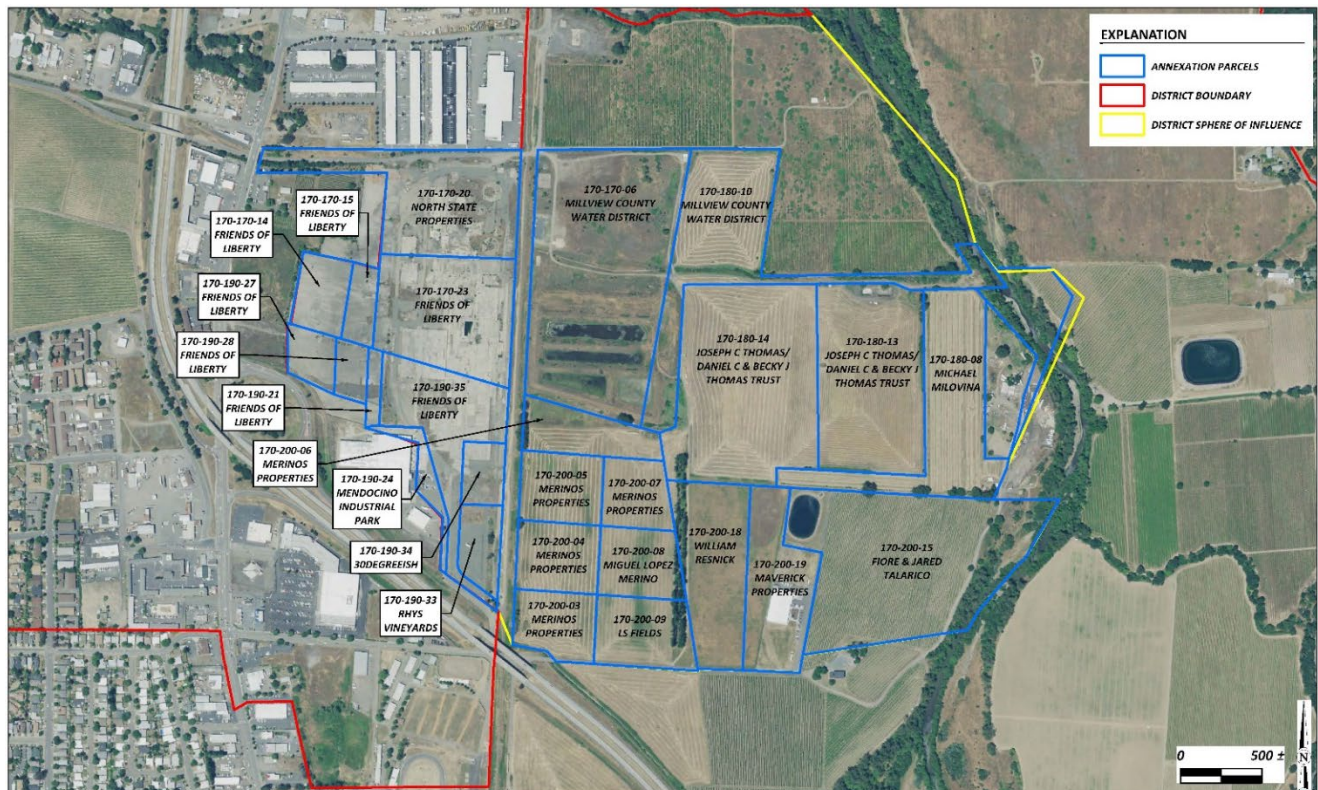 EXPLANATION
ANNEXATION PARCELS
DISTRICT BOUNDARY
DISTRICT SPHERE OF INFLUENCE
170-170-20
NORTH STATE
PROPERTIES
170-170-06
MILLVIEW COUNTY
WATER DISTRICT
170-180-10
MILLVIEW COUNTY
WATER DISTRICT
170-170-15
FRIENDS OF
LIBERTY
170-170-14
FRIENDS OF
LIBERTY
170-190-27
FRIENDS OF
LIBERTY
170-190-28
FRIENDS OF
LIBERTY
170-190-21
FRIENDS OF
LIBERTY
170-170-23
FRIENDS OF
LIBERTY
170-190-35
FRIENDS OF
LIBERTY
170-180-14
JOSEPH C THOMAS/
DANIEL C & BECKY J
THOMAS TRUST
170-180-13
JOSEPH C THOMAS/
DANIEL C & BECKY J
THOMAS TRUST
170-180-08
MICHAEL
MILOVINA
170-200-06
MERINOS
PROPERTIES
170-190-24
MENDOCINO
INDUSTRIAL
PARK
170-190-34
30DEGREEISH
170-190-33
RHYS
VINEYARDS
170-200-05
MERINOS
PROPERTIES
170-200-07
MERINOS
PROPERTIES
170-200-04
MERINOS
PROPERTIES
170-200-08
MIGUEL LOPEZ
MERINO
170-200-03
MERINOS
PROPERTIES
170-200-09
LS FIELDS
170-200-18
WILLIAM
RESNICK
170-200-19
MAVERICK
PROPERTIES
170-200-15
FIORE & JARED
TALARICO
0 500 ±
N